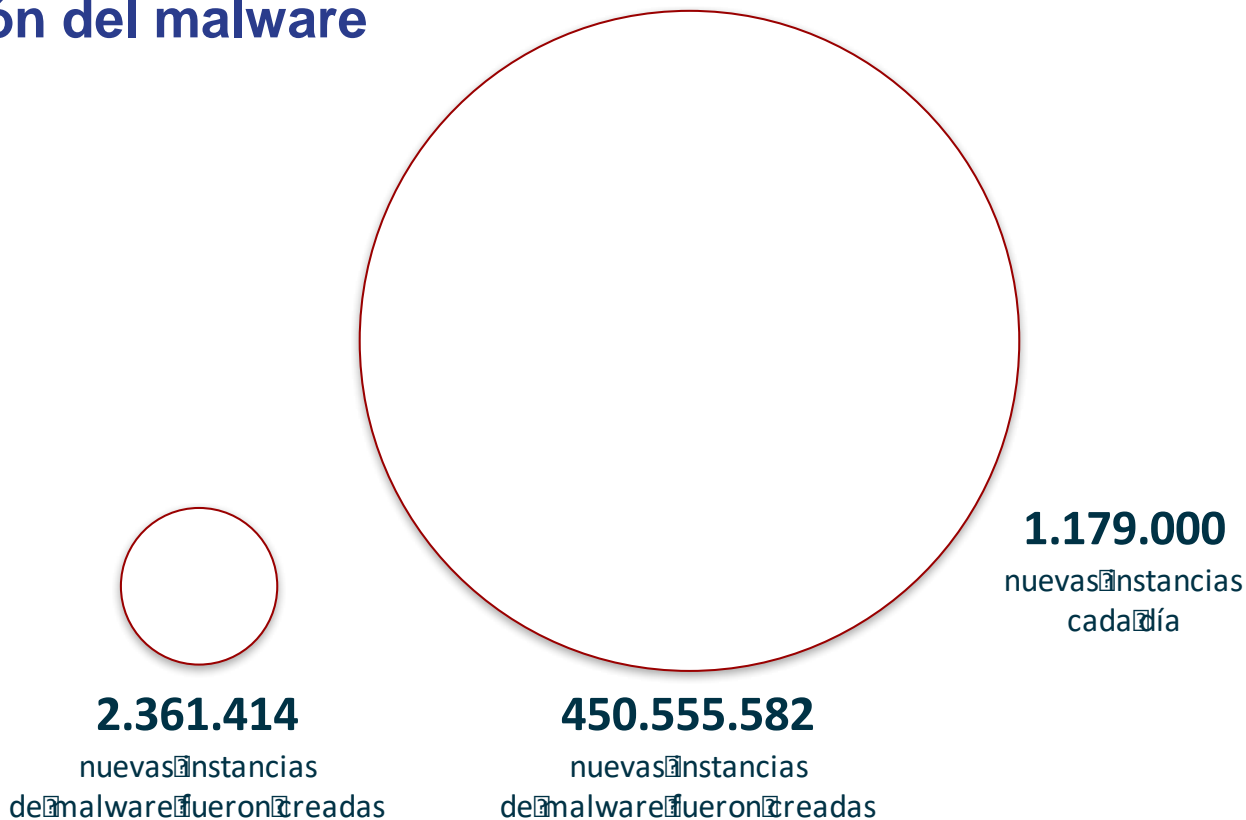 ón del malware
1.179.000
nuevas instancias
cada día
2.361.414
nuevas instancias
de malware fueron creadas
450.555.582
nuevas instancias
de malware fueron creadas